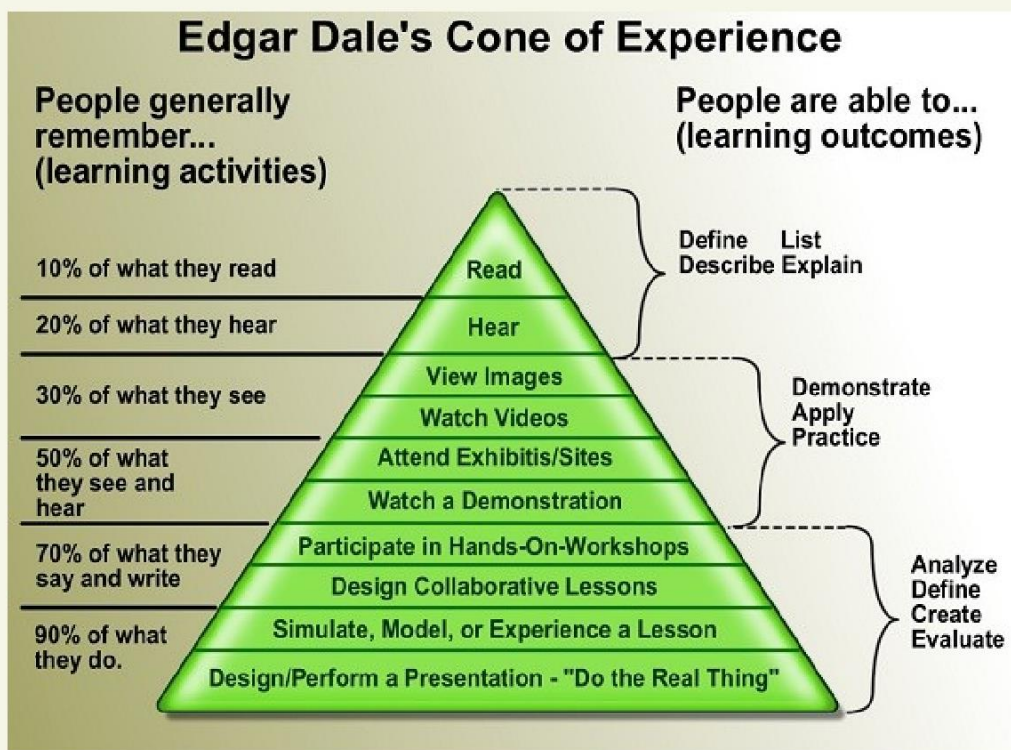 Edgar Dale's Cone of Experience
People generally
remember...
(learning activities)
People are able to...
(learning outcomes)
10% of what they read
20% of what they hear
30% of what they see
50% of what
they see and
hear
70% of what they
say and write
90% of what
they do.
Read
Hear
View Images
Watch Videos
Attend Exhibitis/Sites
Watch a Demonstration
Participate in Hands-On-Workshops
Design Collaborative Lessons
Simulate, Model, or Experience a Lesson
Design/Perform a Presentation - "Do the Real Thing"
Define List
Describe Explain
Demonstrate
Apply
Practice
Analyze
Define
Create
Evaluate